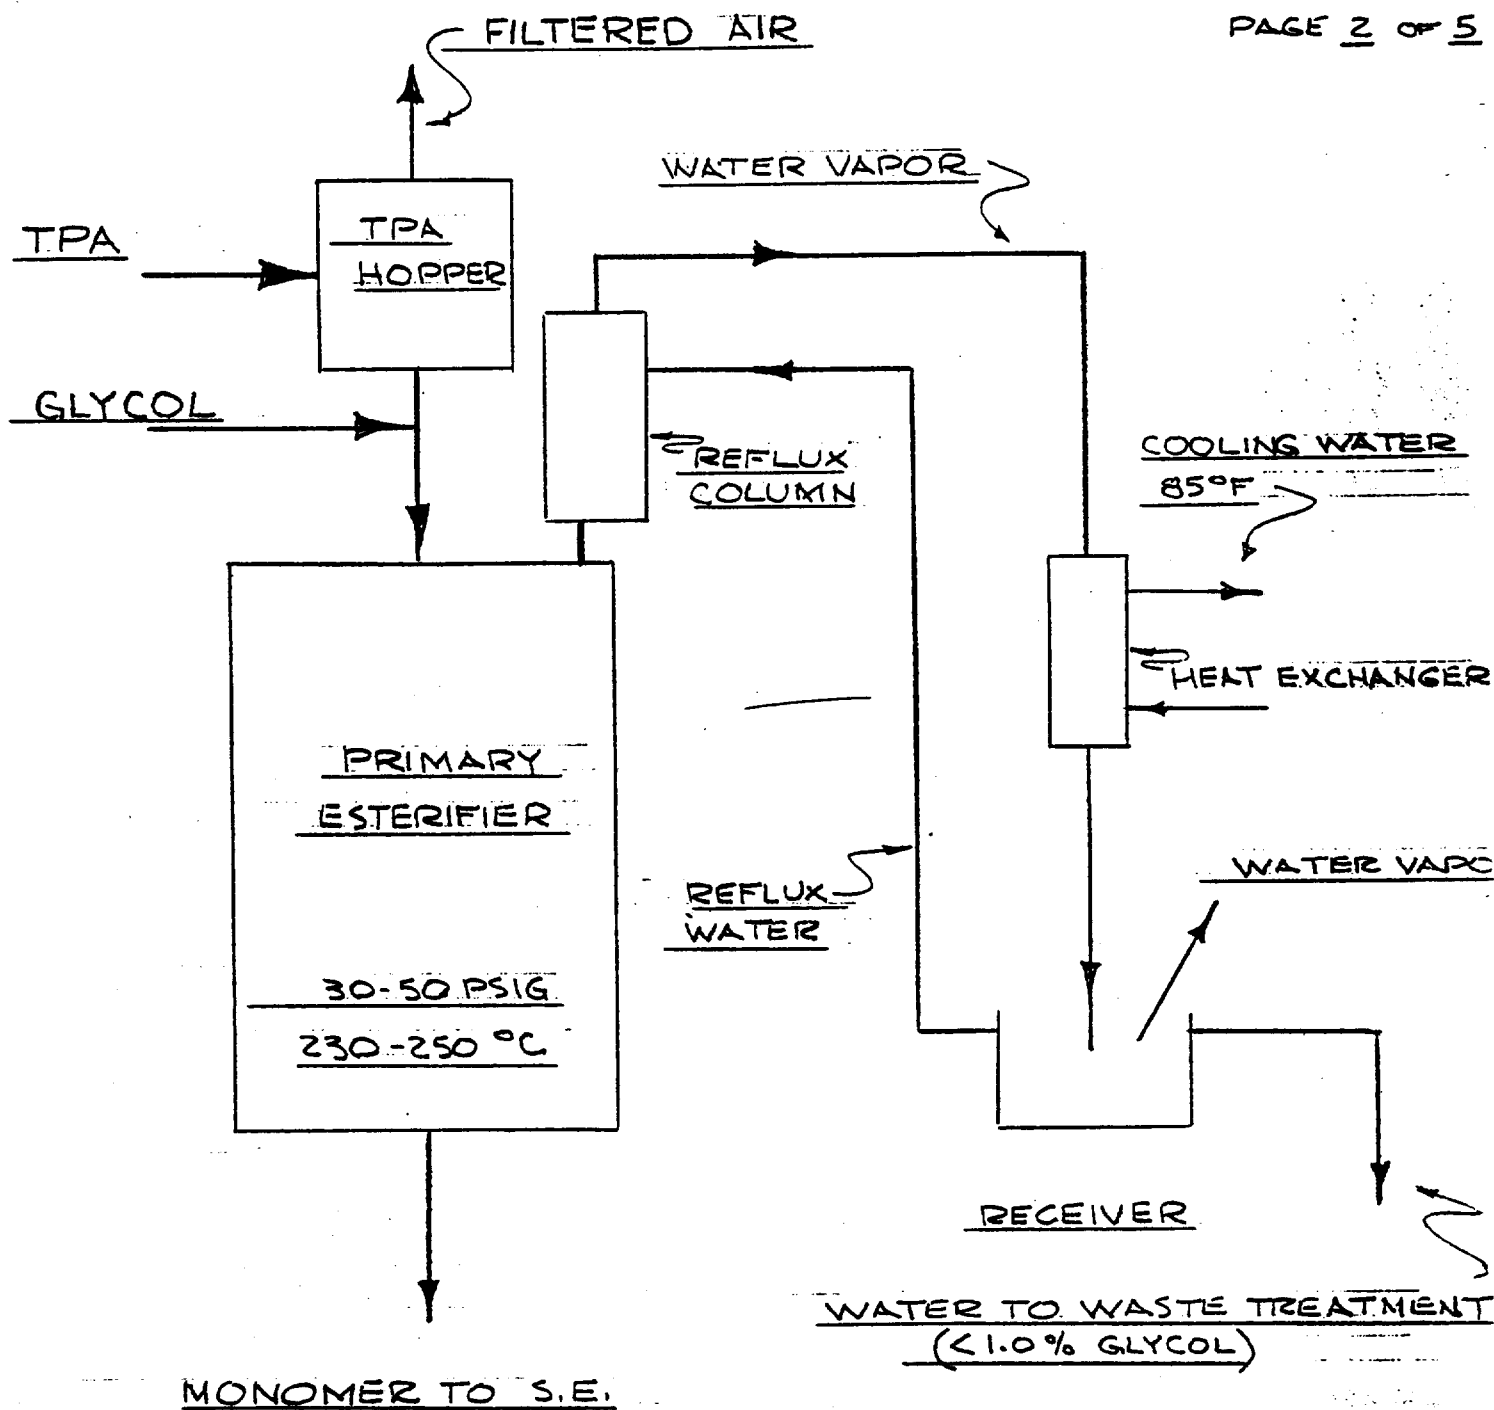 FILTERED AIR
PAGE 2 OF 5
WATER VAPOR
TPA
TPA
HOPPER
GLYCOL
REFLUX
COLUMN
COOLING WATER
85°F
HEAT EXCHANGER
PRIMARY
ESTERIFIER
WATER VAPO
REFLUX
WATER
30-50 PSIG
230-250 °C
RECEIVER
WATER TO WASTE TREATMENT
(<1.0% GLYCOL)
MONOMER TO S.E.